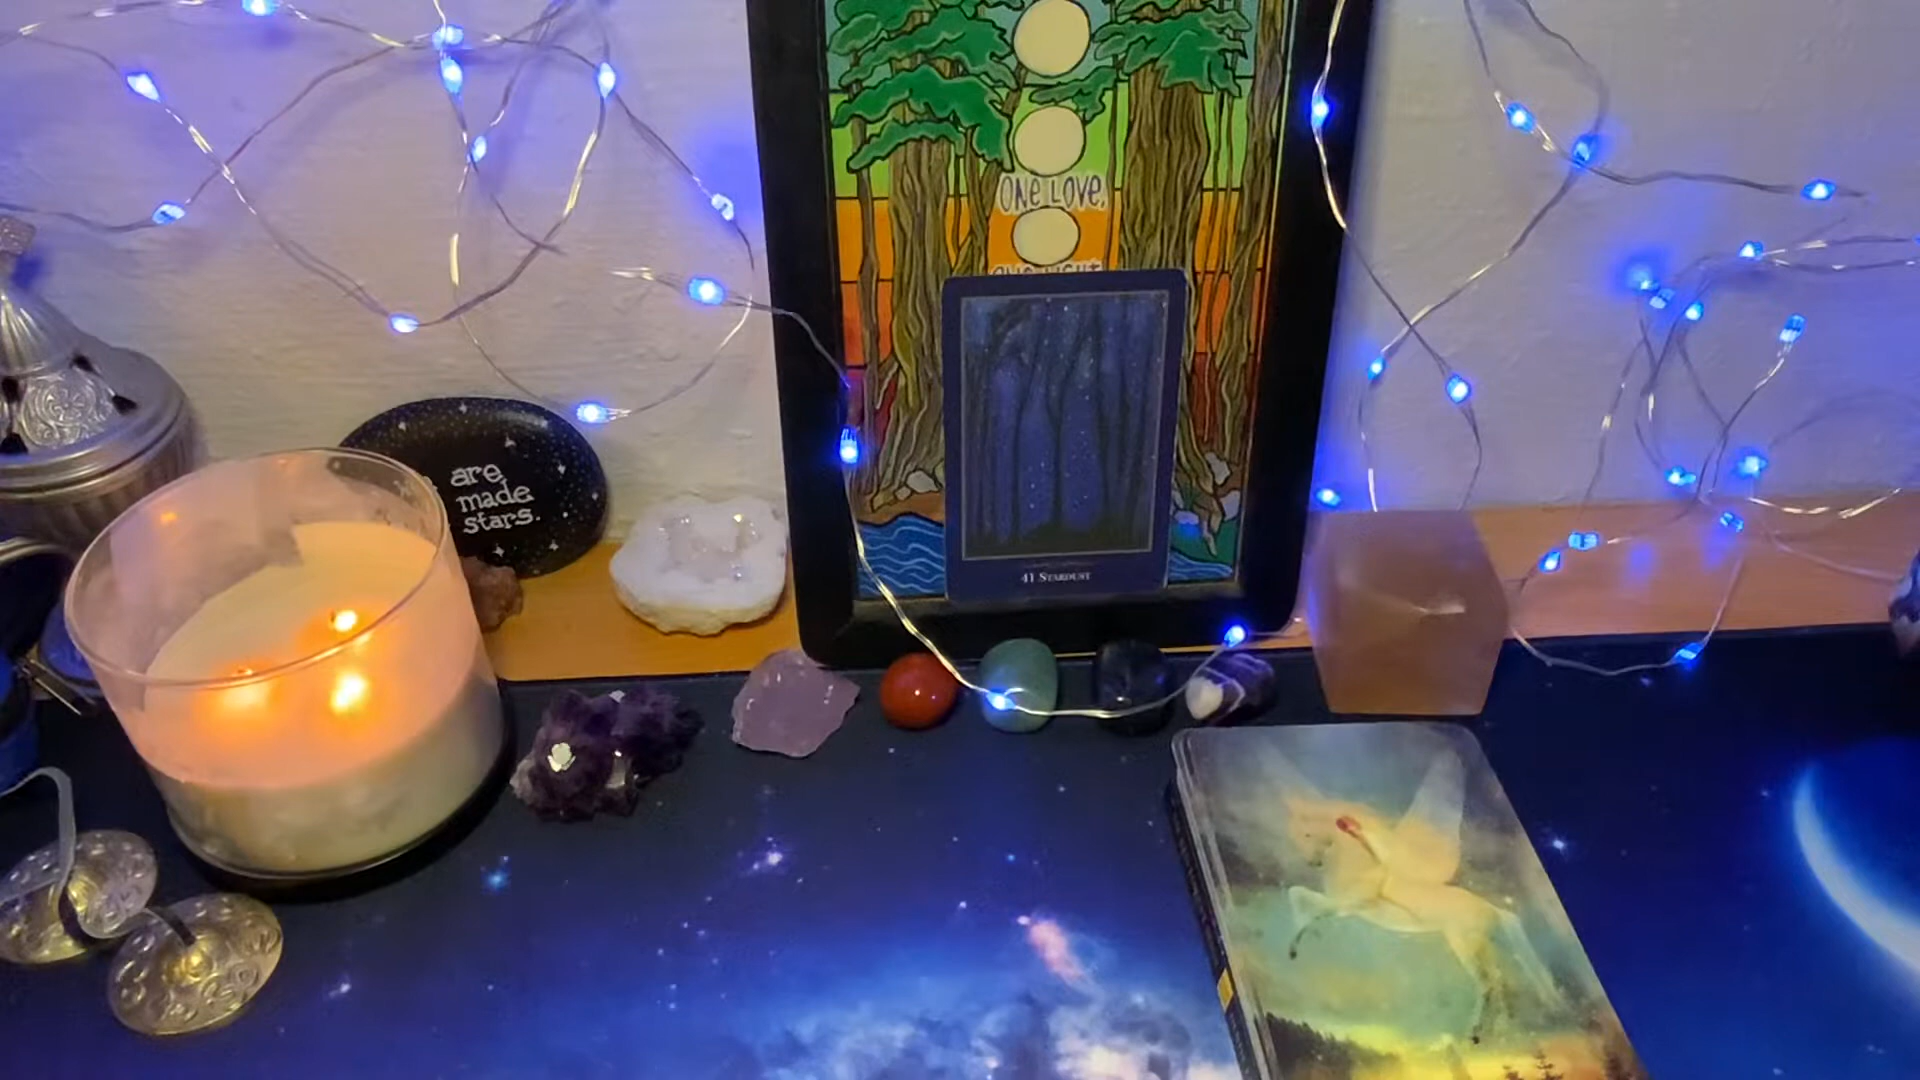 ONE LOVE,
are
made
stars.
41 STARDUST